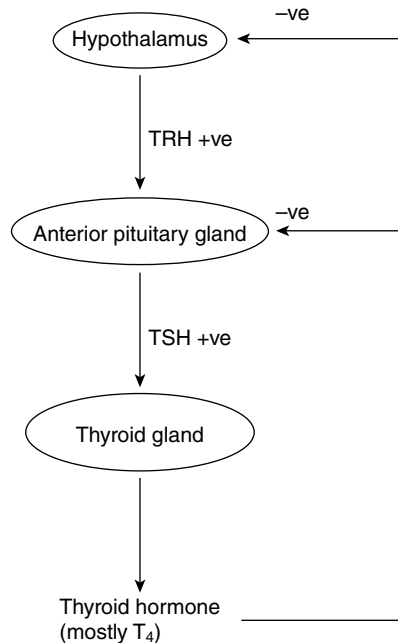 –ve
Hypothalamus
TRH +ve
–ve
Anterior pituitary gland
TSH +ve
Thyroid gland
Thyroid hormone
(mostly T₄)